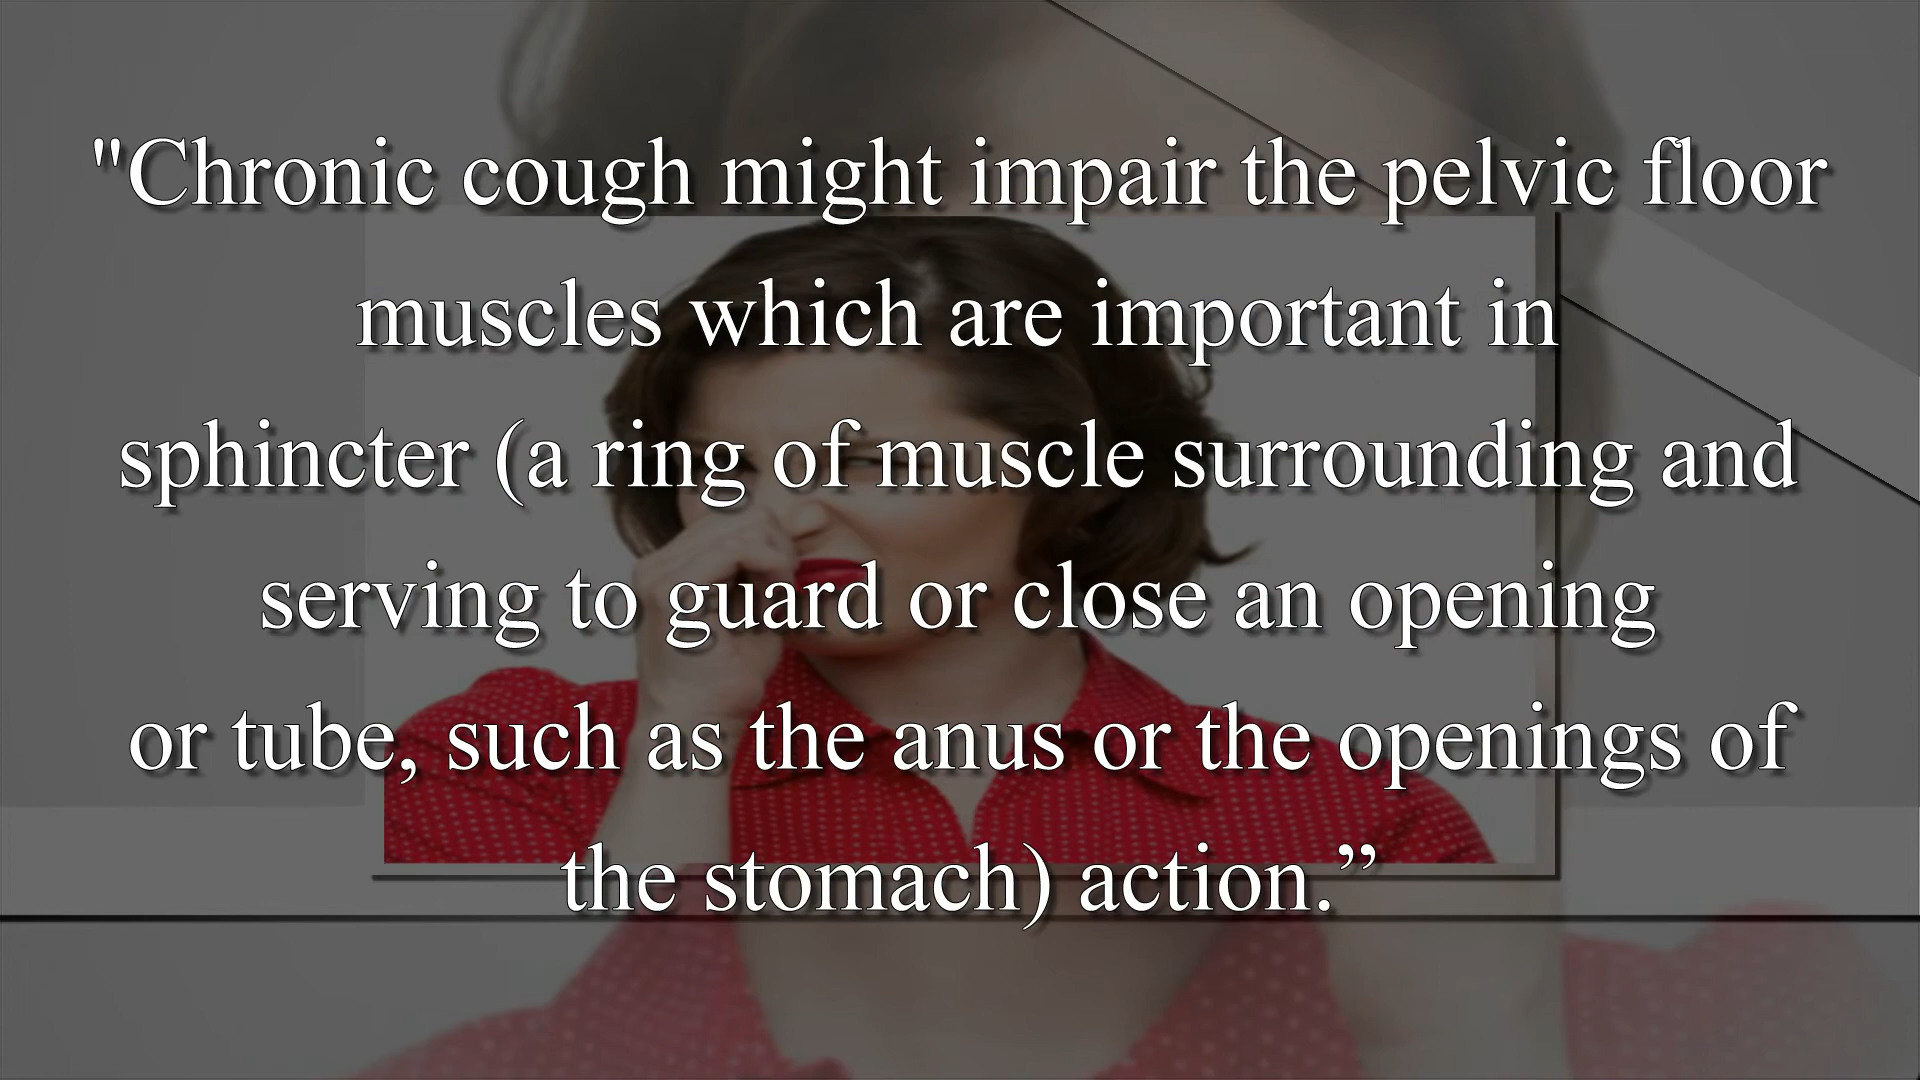 "Chronic cough might impair the pelvic floor
muscles which are important in
sphincter (a ring of muscle surrounding and
serving to guard or close an opening
or tube, such as the anus or the openings of
the stomach) action.”